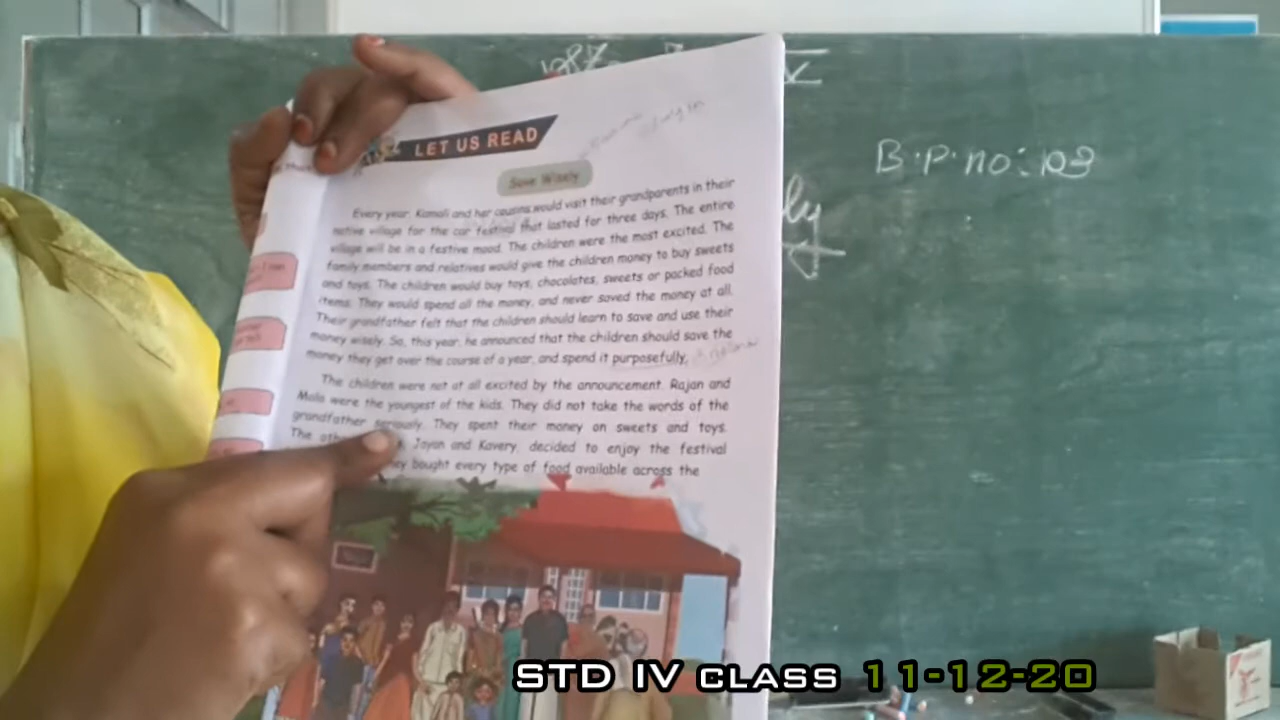 B.P. no: 103
ly
LET US READ
Save Wisely
Every year, Kamali and her cousins would visit their grandparents in their
native village for the car festival that lasted for three days. The entire
village will be in a festive mood. The children were the most excited. The
family members and relatives would give the children money to buy sweets
and toys. The children would buy toys, chocolates, sweets or packed food
items. They would spend all the money, and never saved the money at all.
Their grandfather felt that the children should learn to save and use their
money wisely. So, this year, he announced that the children should save the
money they get over the course of a year, and spend it purposefully.
The children were not at all excited by the announcement. Rajan and
Mala were the youngest of the kids. They did not take the words of the
grandfather seriously. They spent their money on sweets and toys.
The Jayan and Kavery, decided to enjoy the festival
bought every type of food available across the
STD IV CLASS 11-12-20